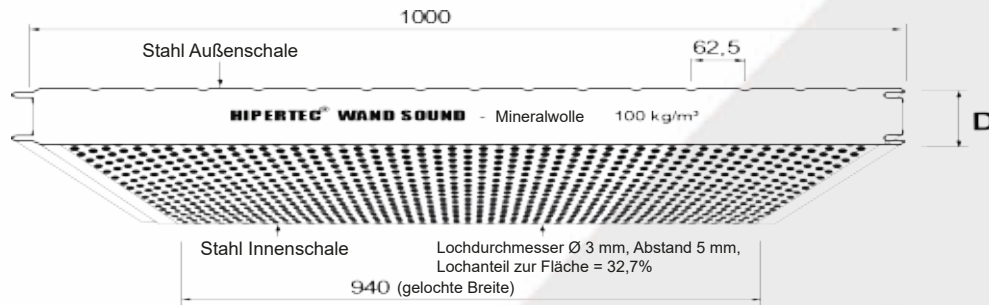 1000
Stahl Außenschale
62,5
HIPERTEC® WAND SOUND - Mineralwolle 100 kg/m³
D
Stahl Innenschale
Lochdurchmesser Ø 3 mm, Abstand 5 mm,
Lochanteil zur Fläche = 32,7%
940 (gelochte Breite)